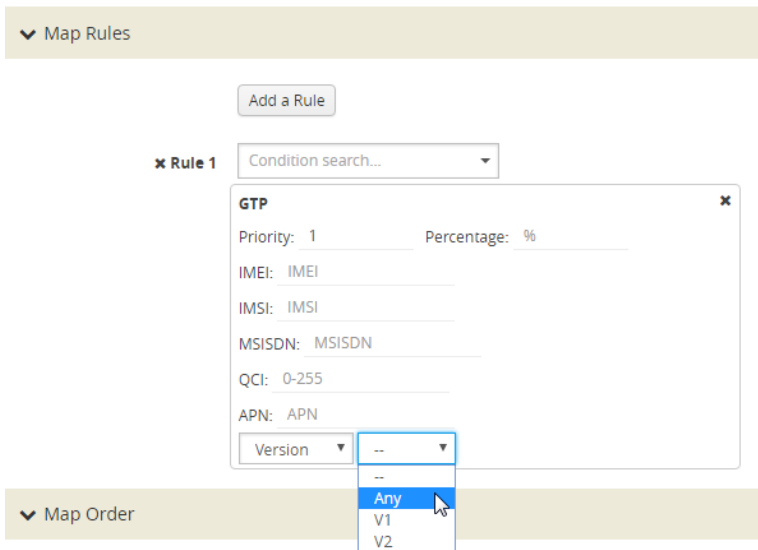 Map Rules
Add a Rule
Rule 1 Condition search...
GTP
Priority: 1 Percentage: %
IMEI: IMEI
IMSI: IMSI
MSISDN: MSISDN
QCI: 0-255
APN: APN
Version --
--
Any
Map Order
V1
V2